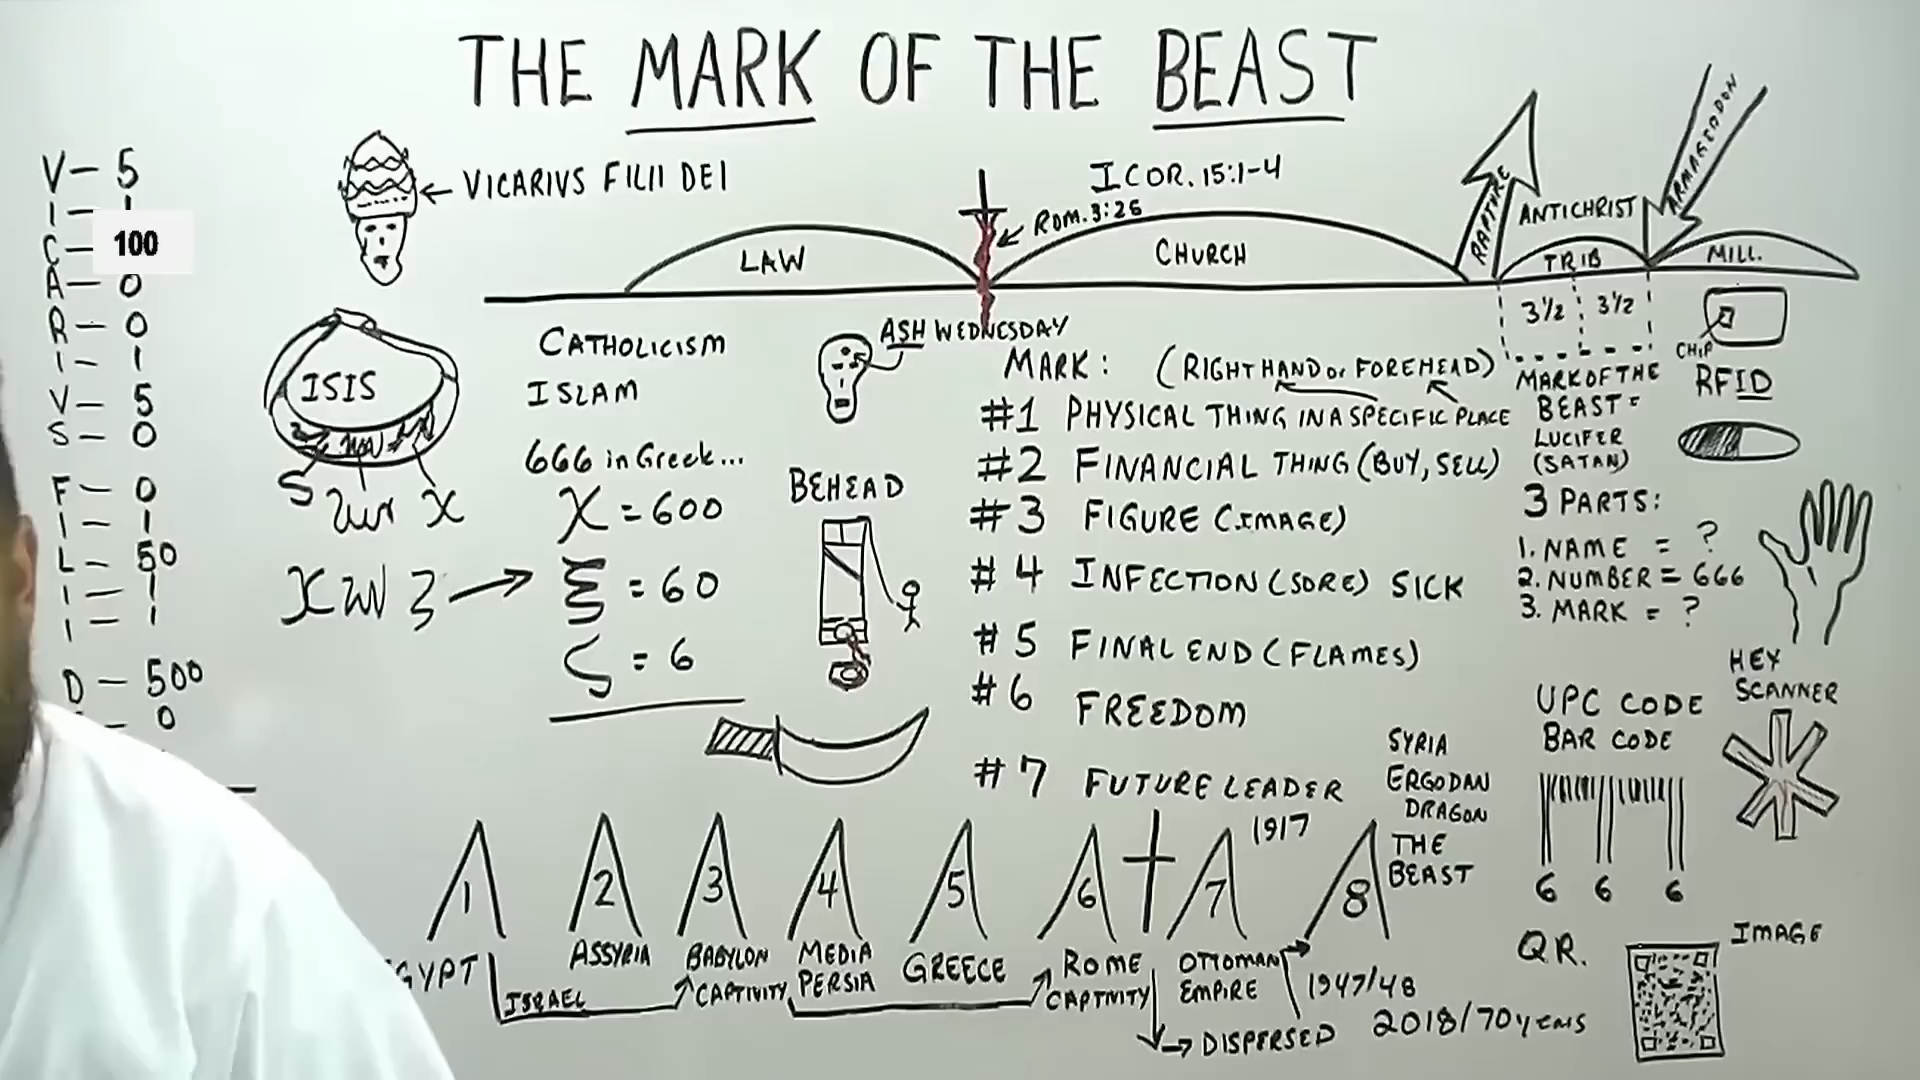 THE MARK OF THE BEAST
V - 5
I -
C - 100
A - 0
R - 0
I - 1
V - 5
S - 0
F - 0
I - 1
L - 50
I - 1
I - 1
D - 500
- 0
VICARIVS FILII DEI
I COR. 15:1-4
ROM. 3:25
LAW
CHURCH
RAPTURE
ANTICHRIST
TRIB
ARMAGEDDON
MILL.
3 1/2
3 1/2
ISIS
CATHOLICISM
ISLAM
666 in Greek...
X = 600
ξ = 60
ς = 6
ASH WEDNESDAY
BEHEAD
MARK: (RIGHT HAND or FOREHEAD)
#1 PHYSICAL THING IN A SPECIFIC PLACE
#2 FINANCIAL THING (BUY, SELL)
#3 FIGURE (IMAGE)
#4 INFECTION (SORE) SICK
#5 FINAL END (FLAMES)
#6 FREEDOM
#7 FUTURE LEADER
MARK OF THE
BEAST =
LUCIFER
(SATAN)
3 PARTS:
1. NAME = ?
2. NUMBER = 666
3. MARK = ?
CHIP
RFID
HEY
SCANNER
UPC CODE
BAR CODE
6 6 6
Q.R.
IMAGE
SYRIA
ERGODAN
DRAGON
THE
BEAST
1917
1 2 3 4 5 6 7 8
GYPT
ISRAEL
ASSYRIA
BABYLON
CAPTIVITY
MEDIA
PERSIA
GREECE
ROME
CAPTIVITY
OTTOMAN
EMPIRE
→ DISPERSED
1947/48
2018/70 years